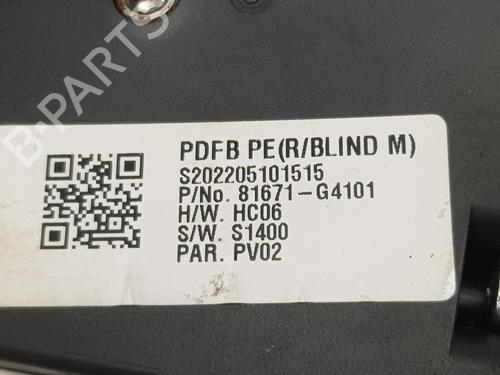 B-PARTS
PDFB PE(R/BLIND M)
S202205101515
P/No. 81671-G4101
H/W. HC06
S/W. S1400
PAR. PV02